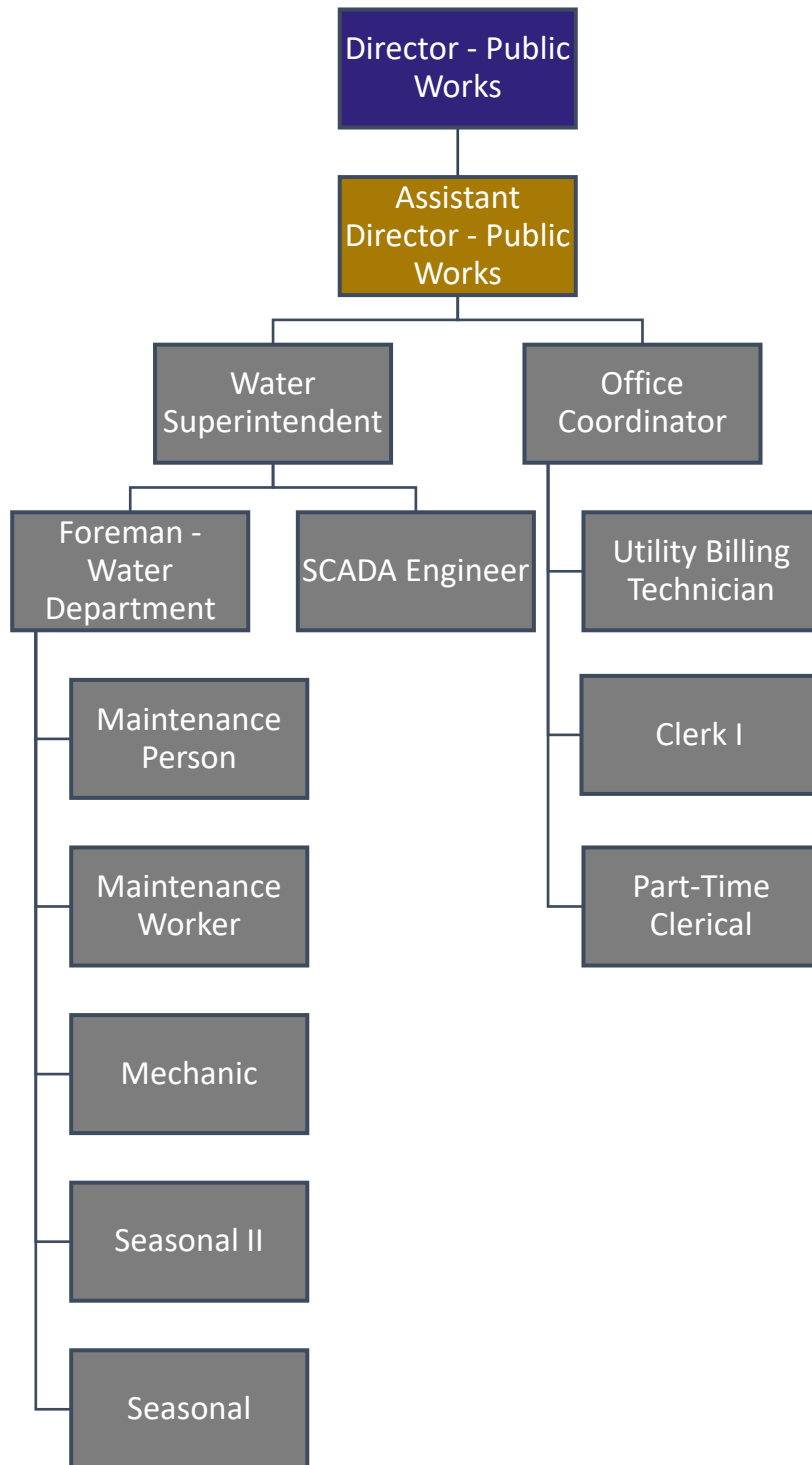 Director - Public
Works
Assistant
Director - Public
Works
Water
Superintendent
Office
Coordinator
Foreman -
Water
Department
SCADA Engineer
Utility Billing
Technician
Maintenance
Person
Clerk I
Maintenance
Worker
Part-Time
Clerical
Mechanic
Seasonal II
Seasonal